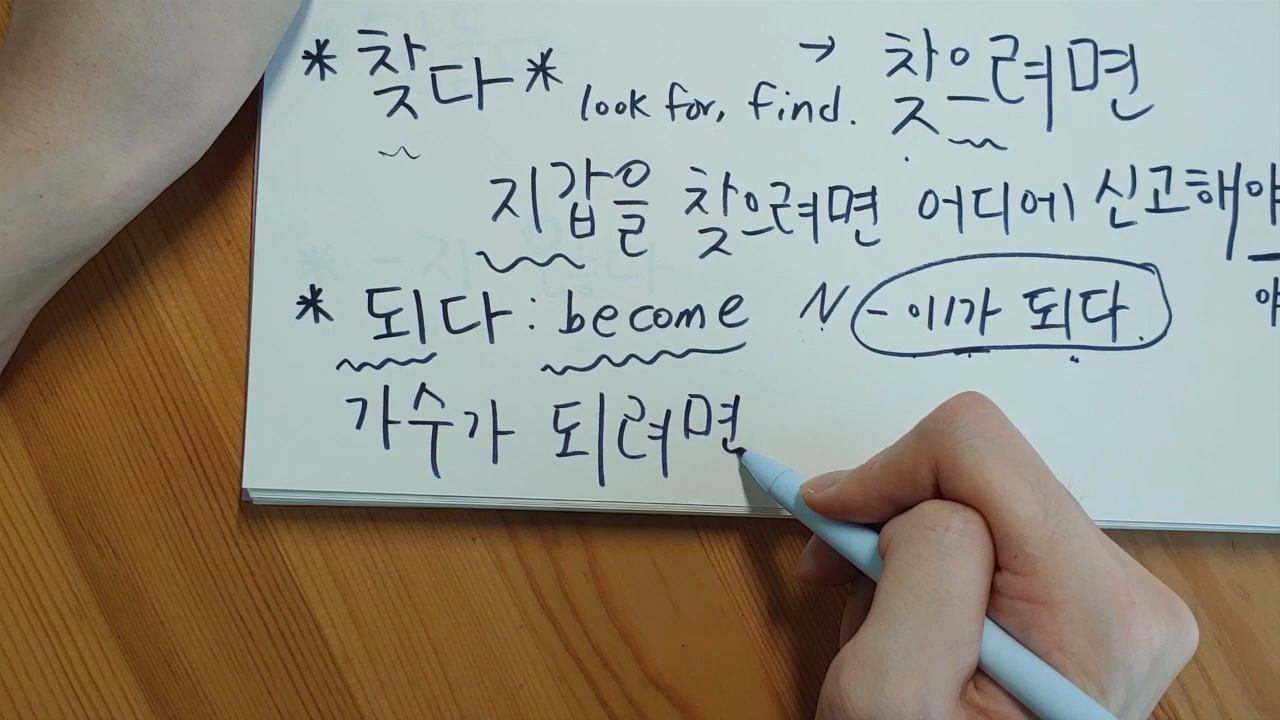 * 찾다 * look for, find. → 찾으려면
지갑을 찾으려면 어디에 신고해야
* 되다 : become N -이/가 되다. 야
가수가 되려면